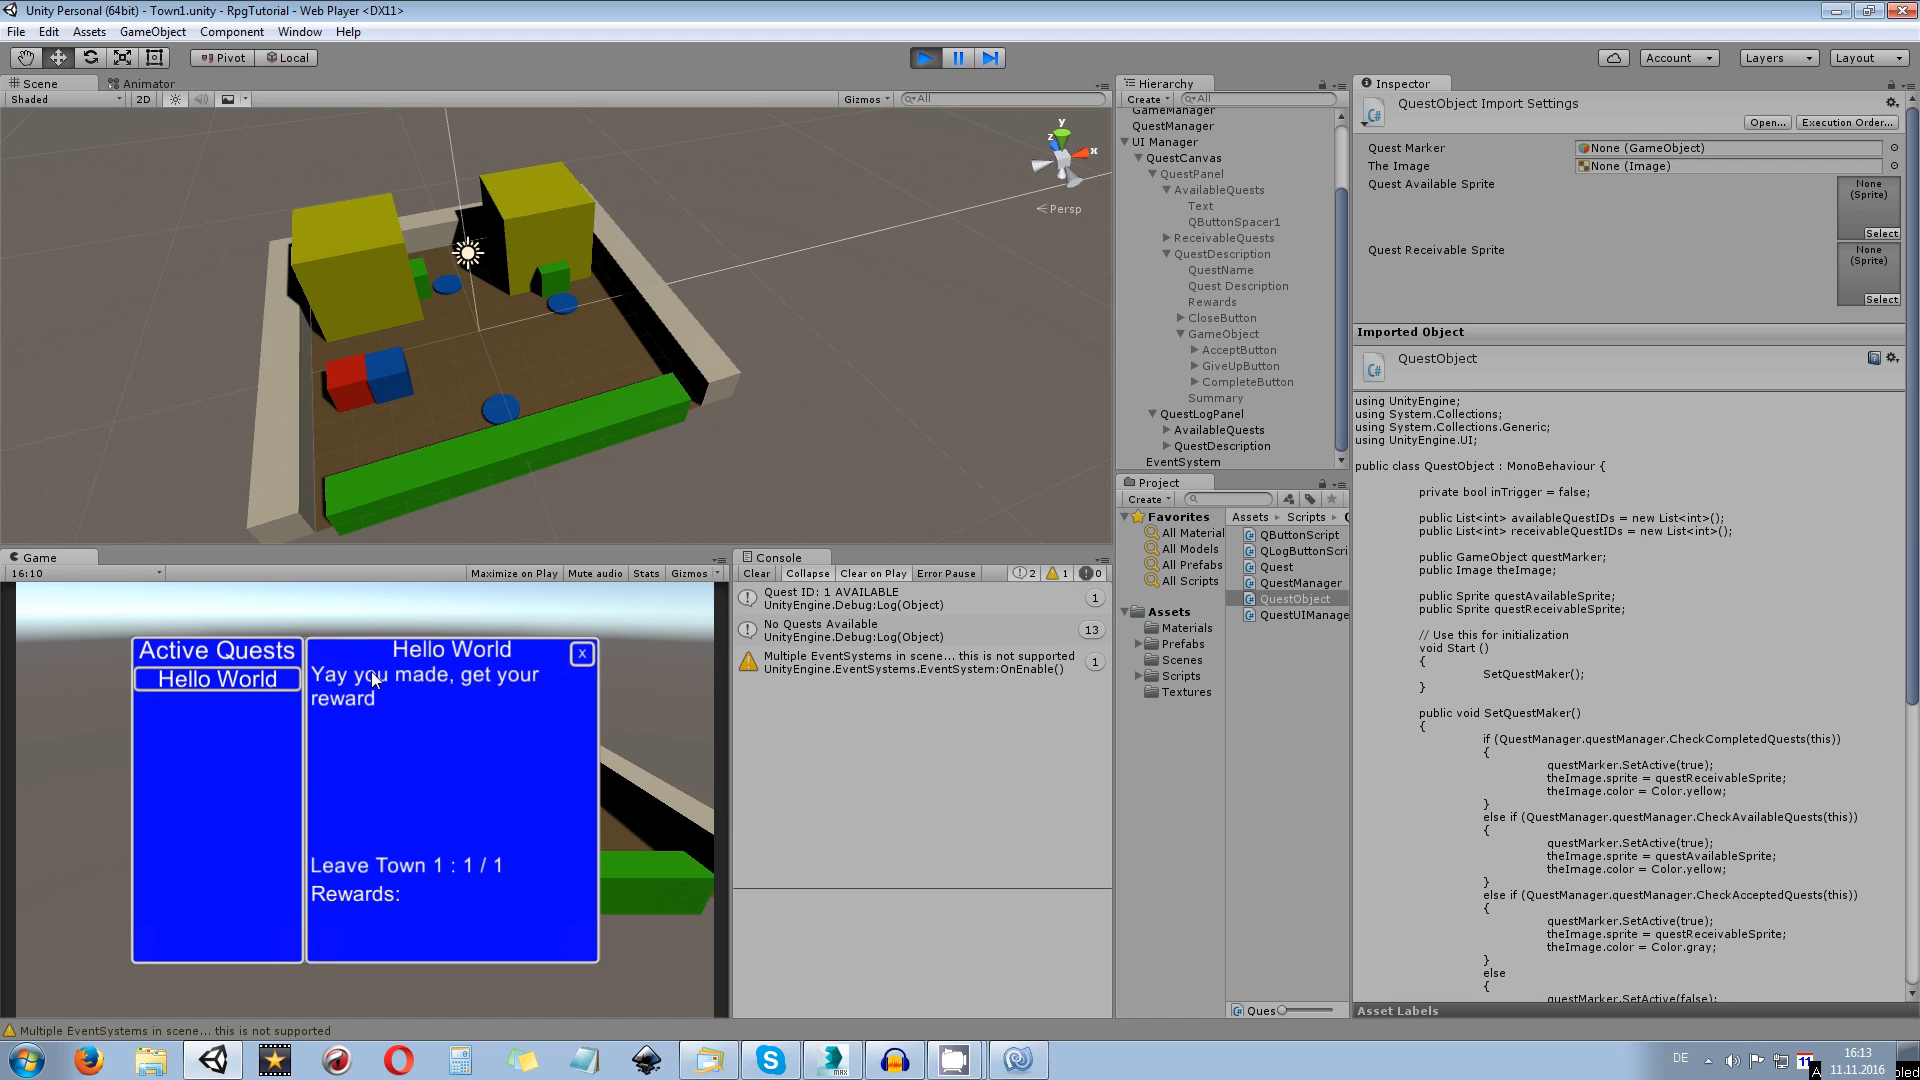 Unity Personal (64bit) - Town1.unity - RpgTutorial - Web Player <DX11>
File Edit Assets GameObject Component Window Help
Pivot Local Account Layers Layout
Scene Animator
Shaded 2D Gizmos All
y
z
x
Persp
Hierarchy
Create All
GameManager
QuestManager
UI Manager
QuestCanvas
QuestPanel
AvailableQuests
Text
QButtonSpacer1
ReceivableQuests
QuestDescription
QuestName
Quest Description
Rewards
CloseButton
GameObject
AcceptButton
GiveUpButton
CompleteButton
Summary
QuestLogPanel
AvailableQuests
QuestDescription
EventSystem
Project
Create
Favorites
All Material
All Models
All Prefabs
All Scripts
Assets
Materials
Prefabs
Scenes
Scripts
Textures
Assets Scripts
QButtonScript
QLogButtonScri
Quest
QuestManager
QuestObject
QuestUIManage
Ques
Inspector
QuestObject Import Settings
Open... Execution Order...
Quest Marker None (GameObject)
The Image None (Image)
Quest Available Sprite None (Sprite) Select
Quest Receivable Sprite None (Sprite) Select
Imported Object
QuestObject
using UnityEngine;
using System.Collections;
using System.Collections.Generic;
using UnityEngine.UI;
public class QuestObject : MonoBehaviour {
private bool inTrigger = false;
public List<int> availableQuestIDs = new List<int>();
public List<int> receivableQuestIDs = new List<int>();
public GameObject questMarker;
public Image theImage;
public Sprite questAvailableSprite;
public Sprite questReceivableSprite;
// Use this for initialization
void Start ()
{
SetQuestMaker();
}
public void SetQuestMaker()
{
if (QuestManager.questManager.CheckCompletedQuests(this))
{
questMarker.SetActive(true);
theImage.sprite = questReceivableSprite;
theImage.color = Color.yellow;
}
else if (QuestManager.questManager.CheckAvailableQuests(this))
{
questMarker.SetActive(true);
theImage.sprite = questAvailableSprite;
theImage.color = Color.yellow;
}
else if (QuestManager.questManager.CheckAcceptedQuests(this))
{
questMarker.SetActive(true);
theImage.sprite = questReceivableSprite;
theImage.color = Color.gray;
}
else
{
questMarker.SetActive(false);
Asset Labels
Game
16:10 Maximize on Play Mute audio Stats Gizmos
Active Quests
Hello World
Hello World
x
Yay you made, get your
reward
Leave Town 1 : 1 / 1
Rewards:
Console
Clear Collapse Clear on Play Error Pause 2 1 0
Quest ID: 1 AVAILABLE
UnityEngine.Debug:Log(Object)
1
No Quests Available
UnityEngine.Debug:Log(Object)
13
Multiple EventSystems in scene... this is not supported
UnityEngine.EventSystems.EventSystem:OnEnable()
1
Multiple EventSystems in scene... this is not supported
MAX
DE
11
16:13
11.11.2016